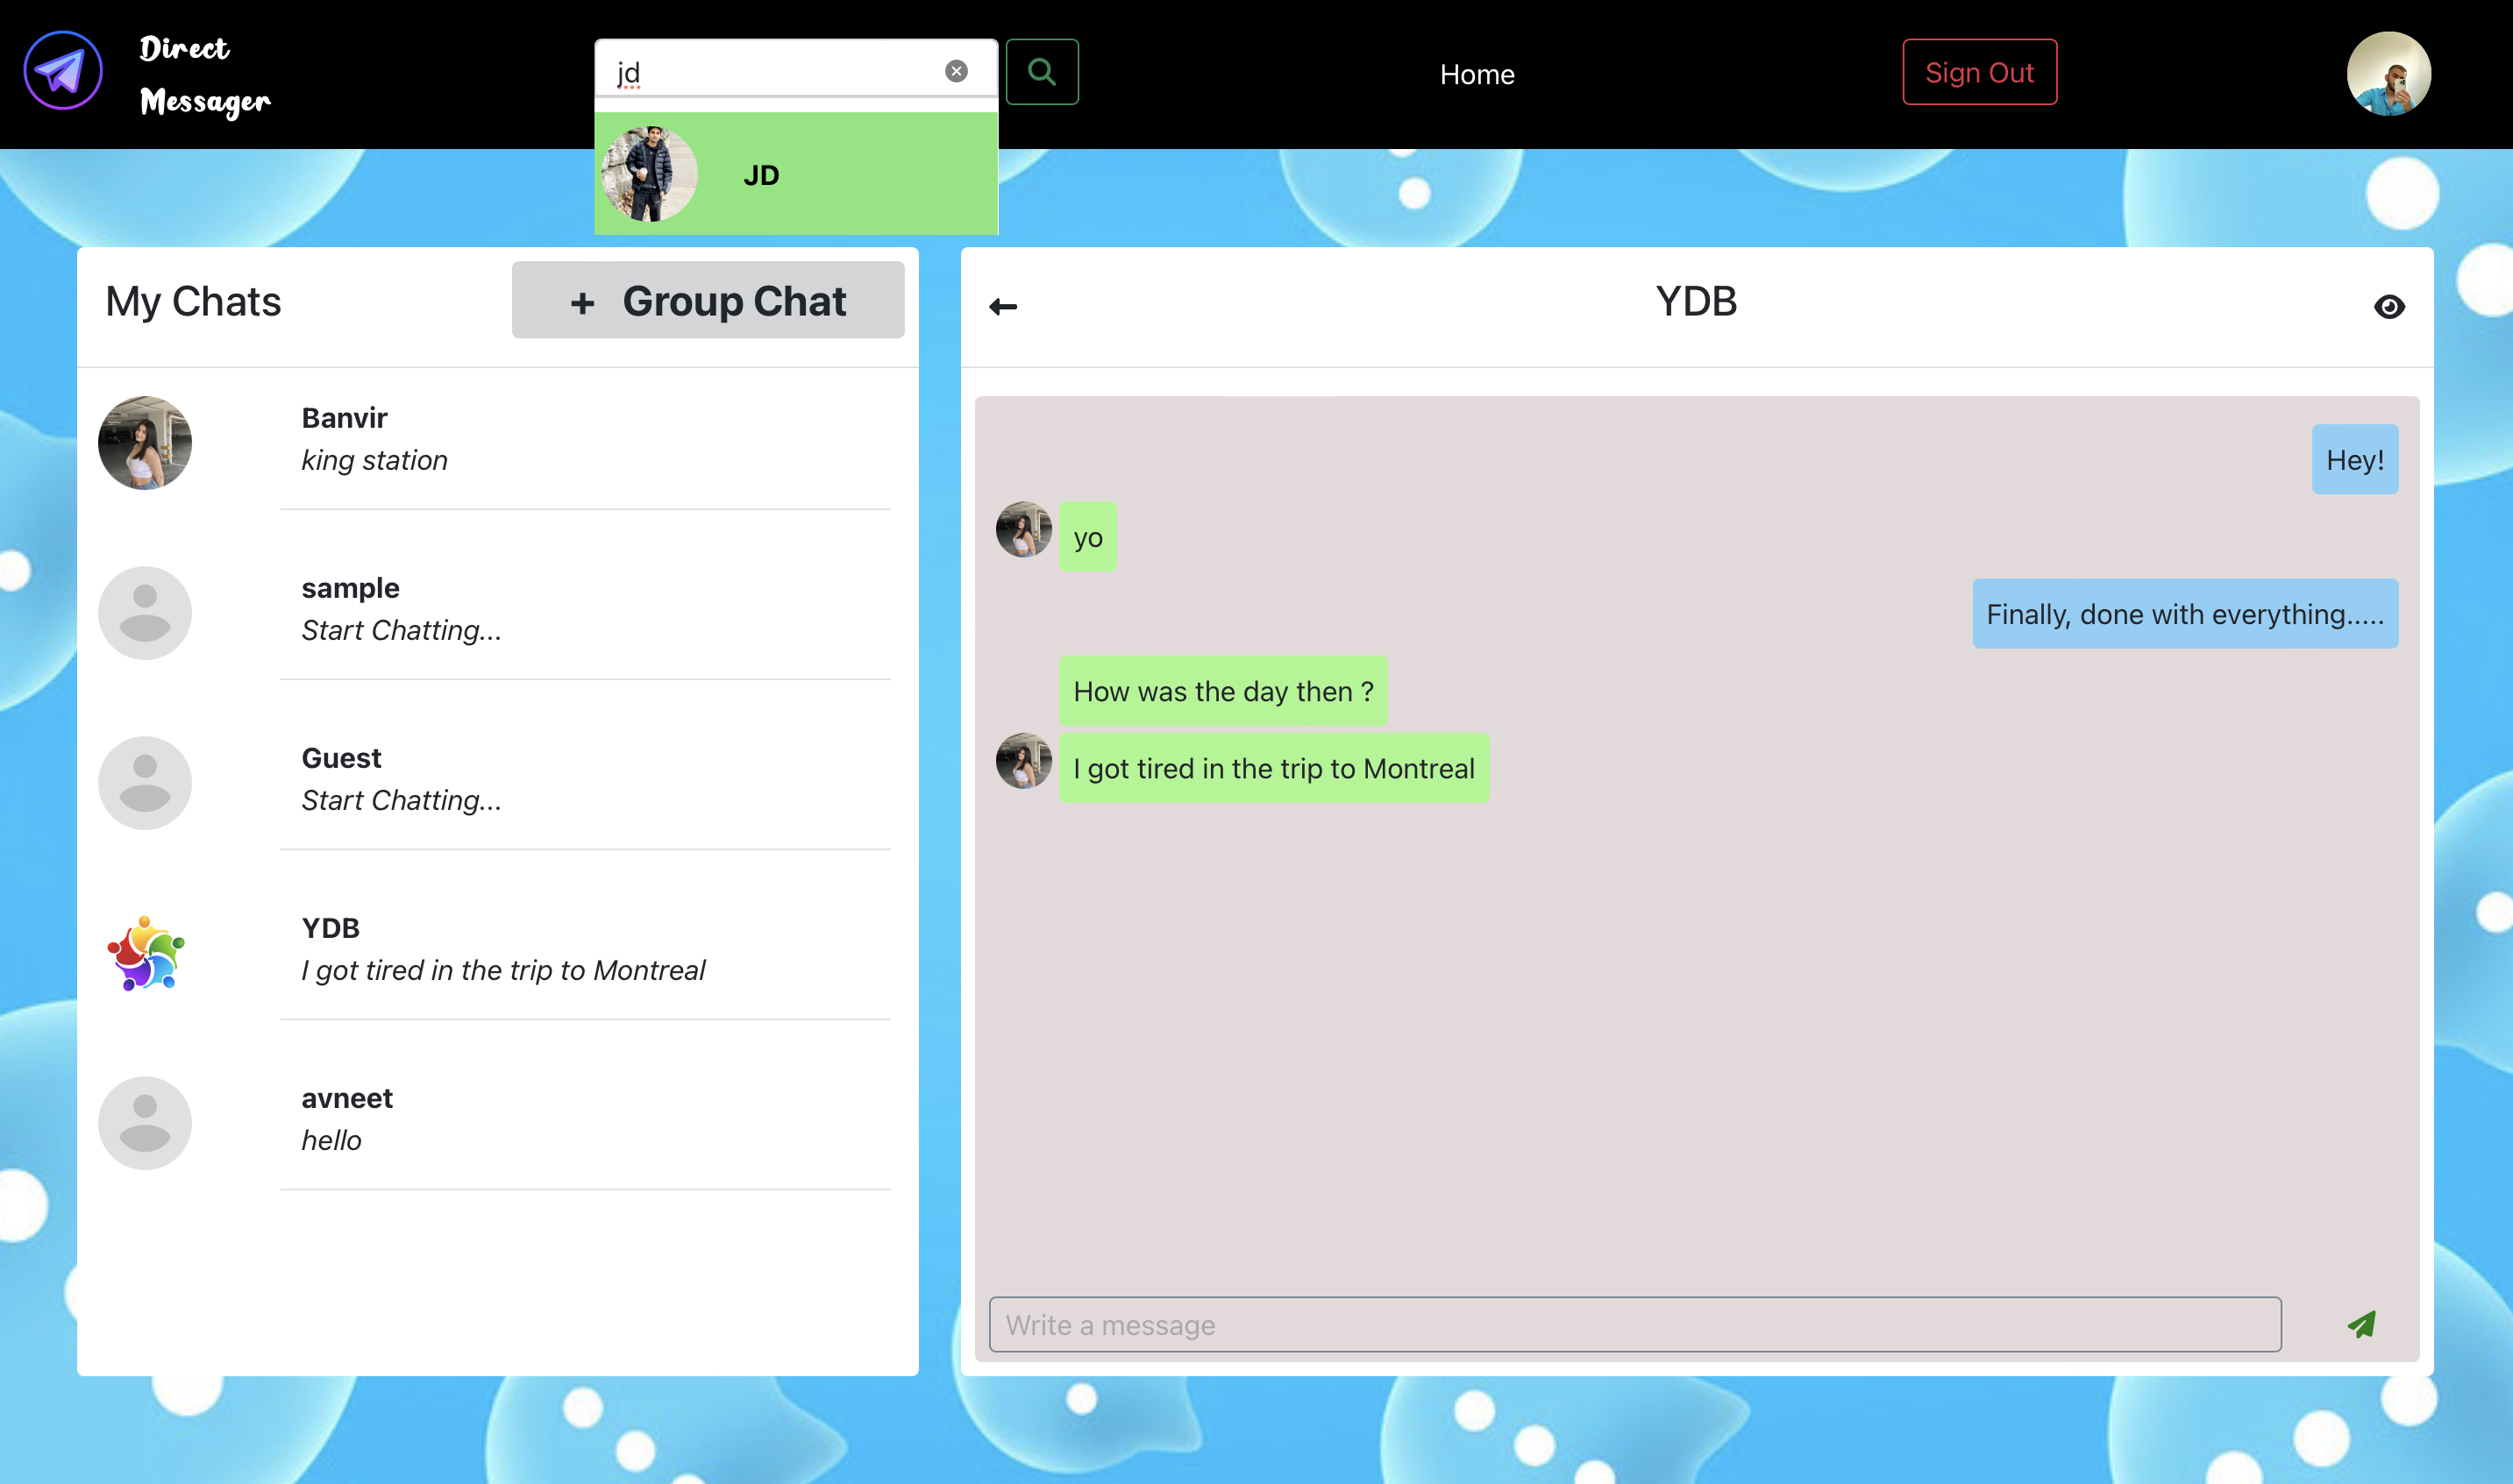 Direct
Messager
jd
Home
Sign Out
JD
My Chats
+ Group Chat
Banvir
king station
sample
Start Chatting...
Guest
Start Chatting...
YDB
I got tired in the trip to Montreal
avneet
hello
YDB
Hey!
yo
Finally, done with everything.....
How was the day then ?
I got tired in the trip to Montreal
Write a message